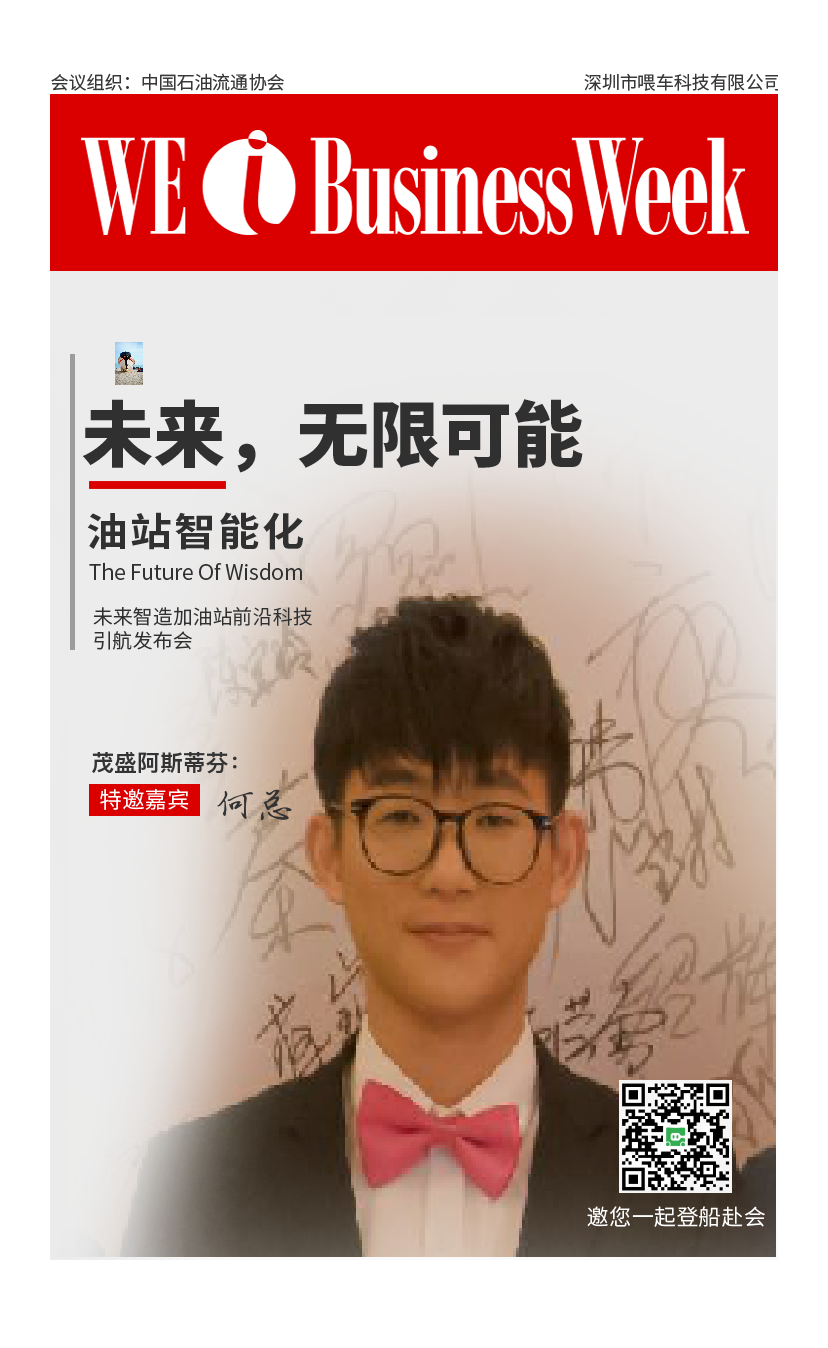 会议组织：中国石油流通协会
深圳市喂车科技有限公司
WE i BusinessWeek
未来，无限可能
油站智能化
The Future Of Wisdom
未来智造加油站前沿科技
引航发布会
茂盛阿斯蒂芬：
特邀嘉宾 何总
邀您一起登船赴会